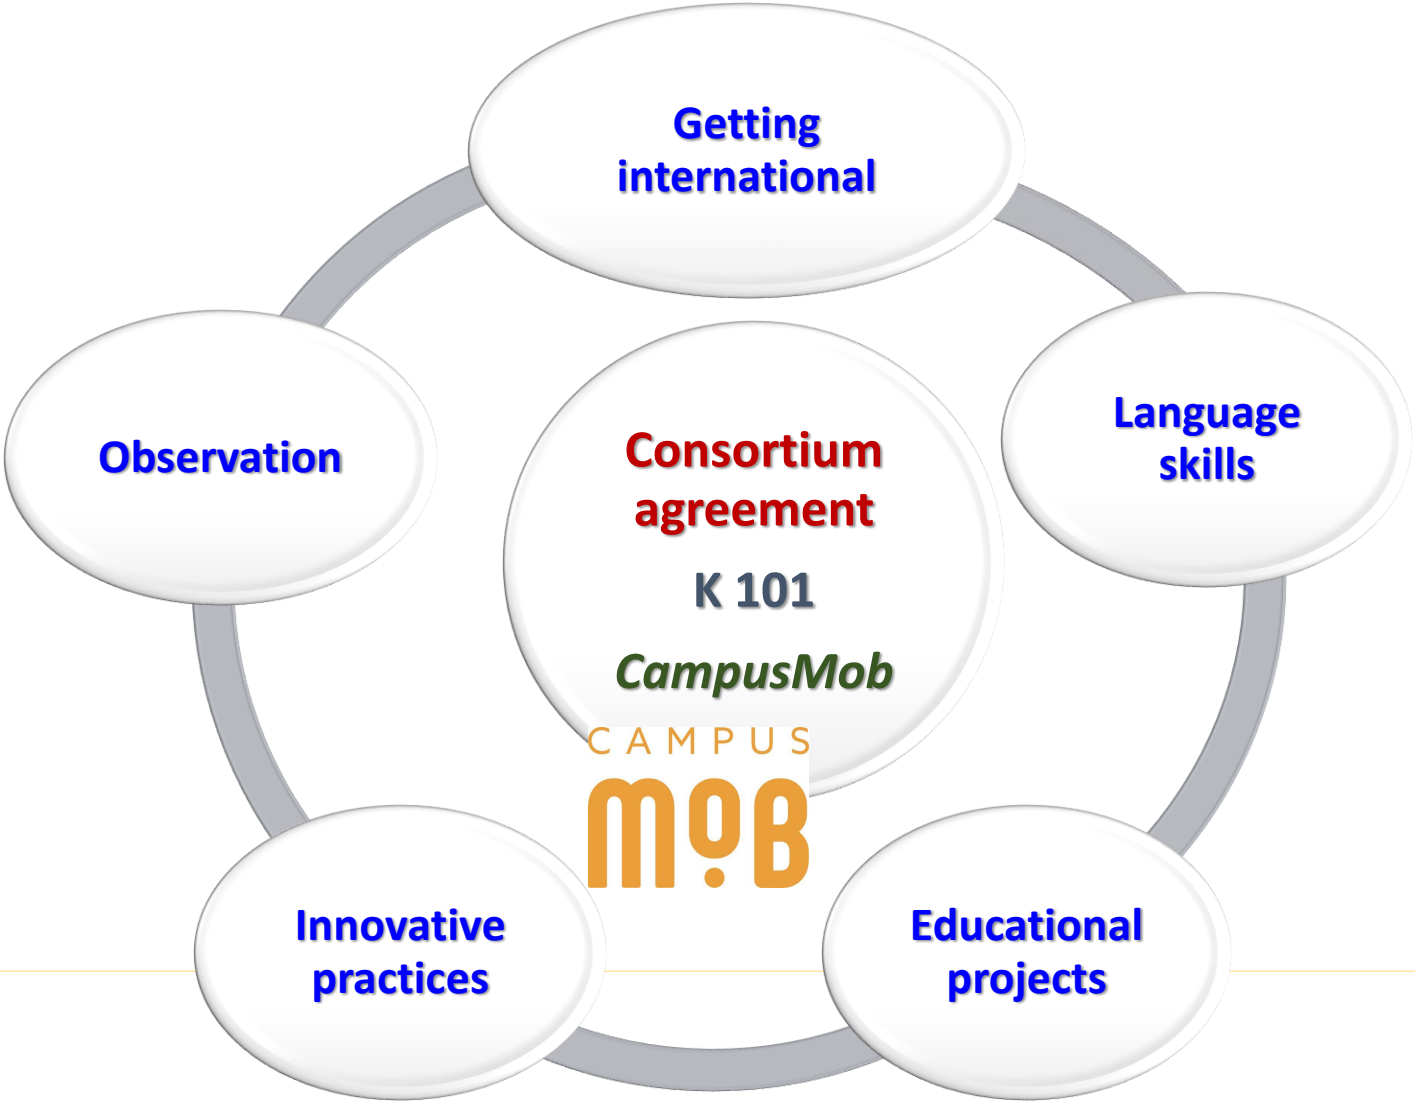 Getting
international
Language
skills
Observation
Consortium
agreement
K 101
CampusMob
CAMPUS
MOB
Innovative
practices
Educational
projects